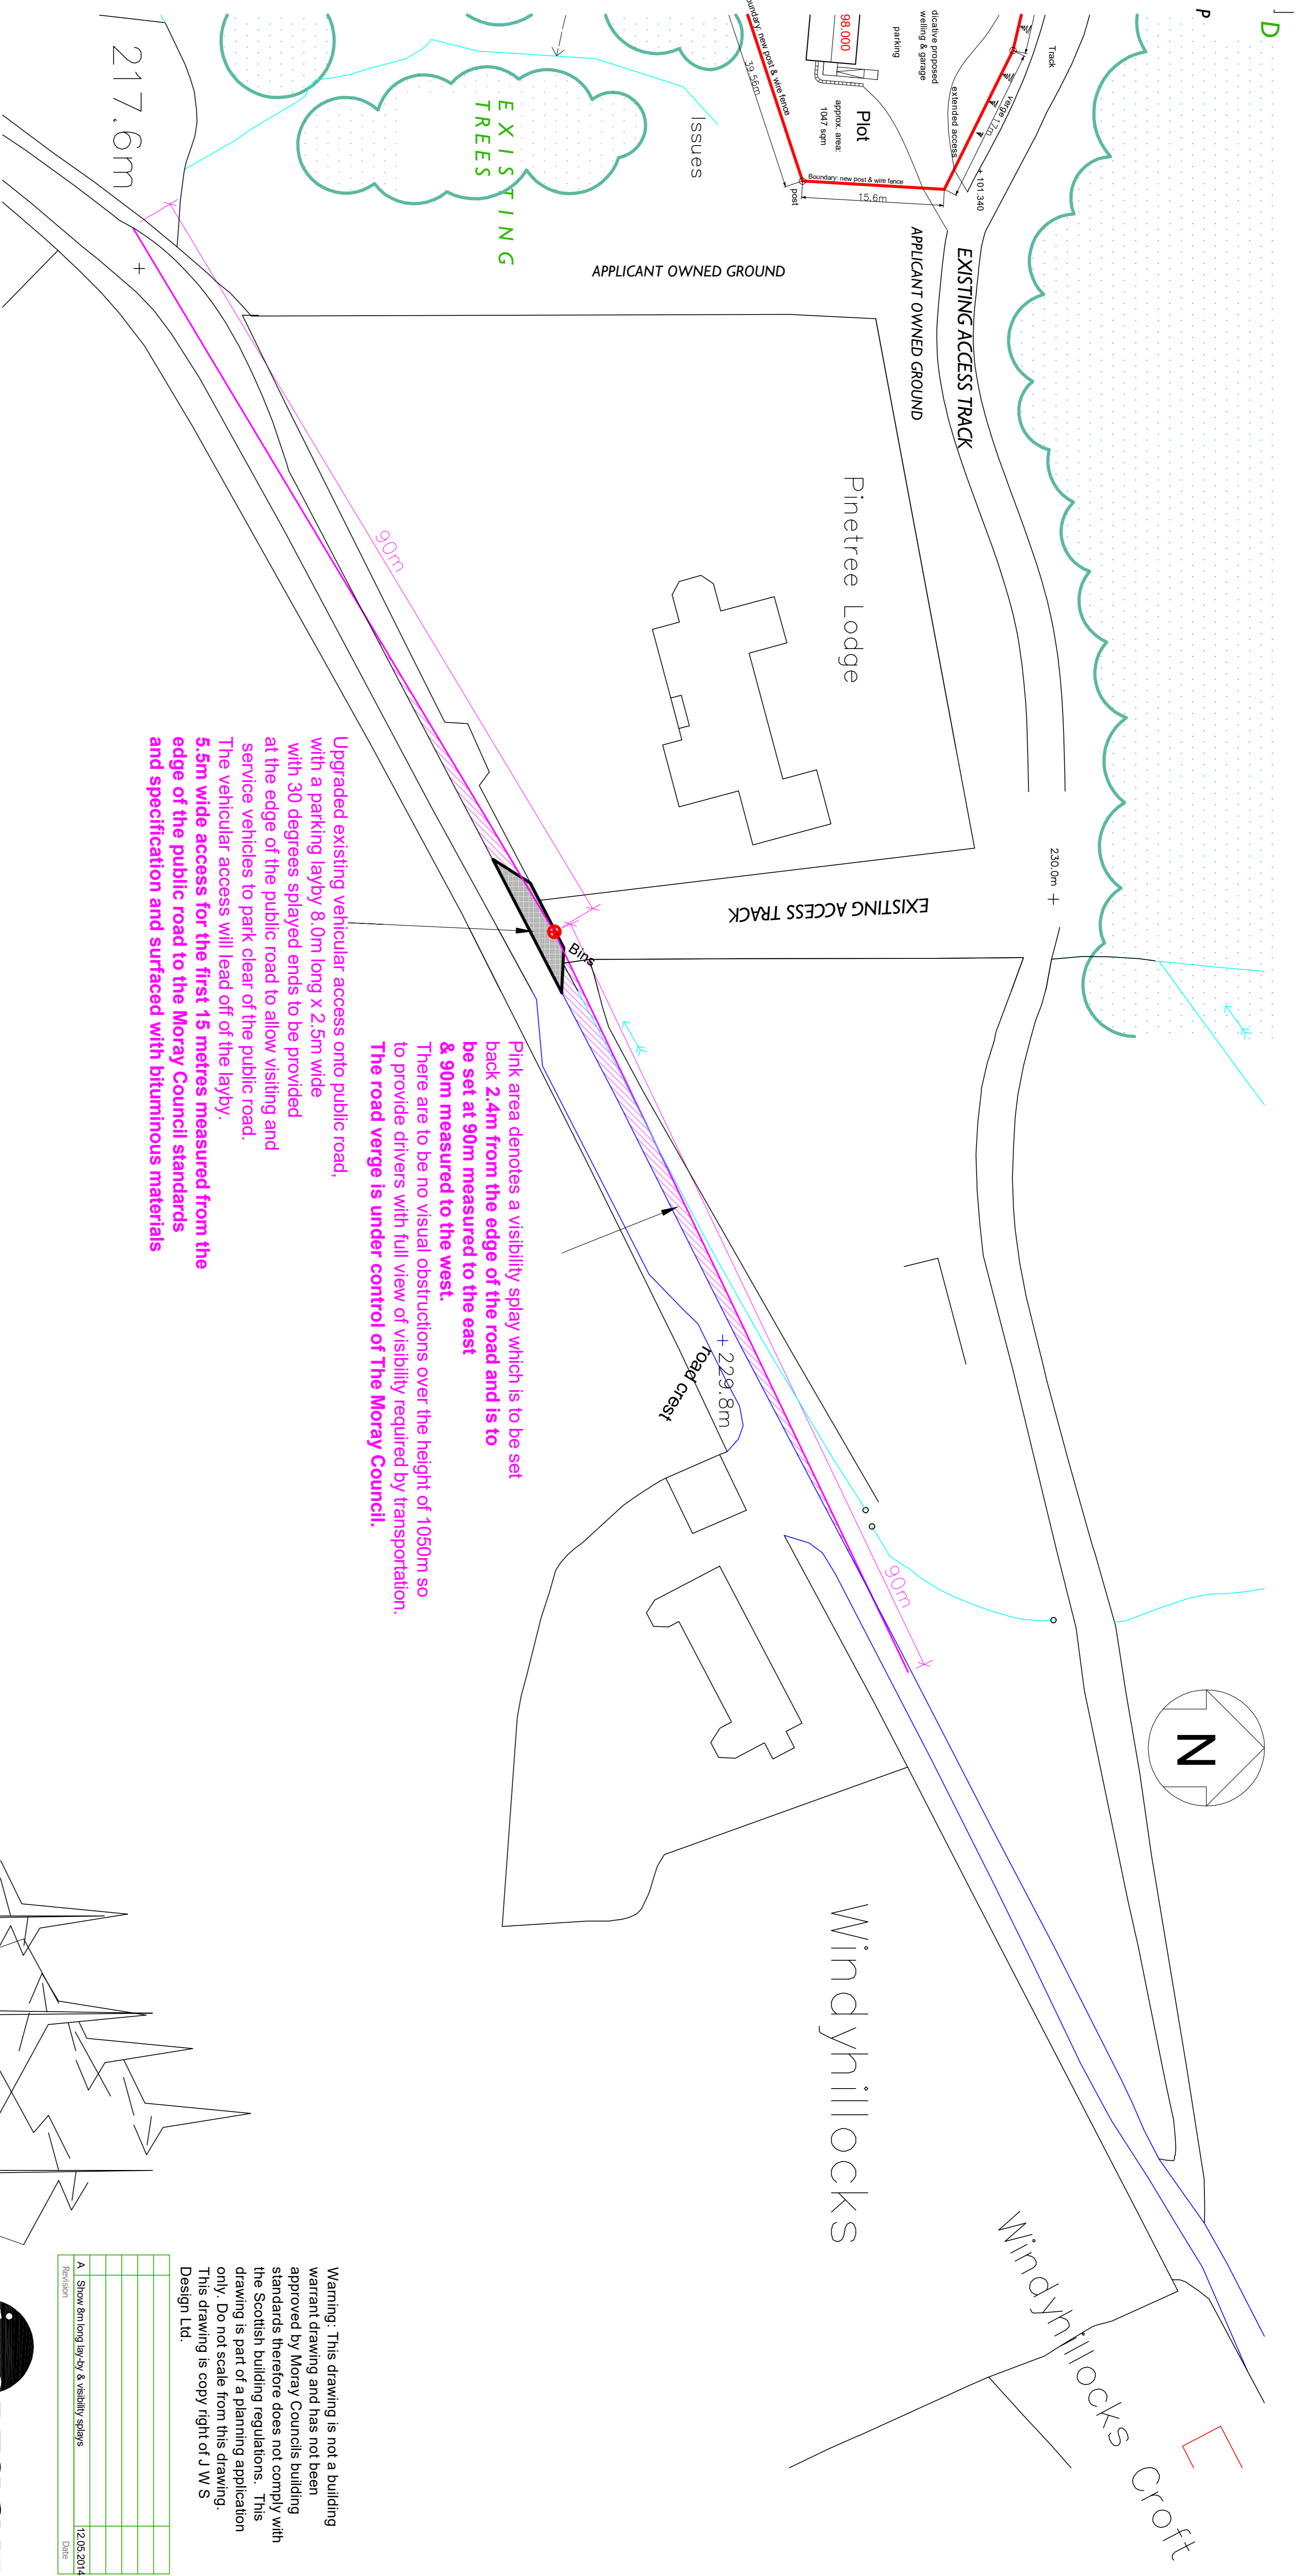 D
P
Track
verge 17m
extended access
+ 101.340
dicative proposed
welling & garage
parking
98.000
Plot
approx. area:
1047 sqm
Boundary: new post & wire fence
15.6m
oundary: new post & wire fence
39.56m
post
Issues
EXISTING
TREES
217.6m
+
APPLICANT OWNED GROUND
APPLICANT OWNED GROUND
EXISTING ACCESS TRACK
Pinetree Lodge
90m
230.0m +
EXISTING ACCESS TRACK
Bins
Upgraded existing vehicular access onto public road,
with a parking layby 8.0m long x 2.5m wide
with 30 degrees splayed ends to be provided
at the edge of the public road to allow visiting and
service vehicles to park clear of the public road.
The vehicular access will lead off of the layby.
5.5m wide access for the first 15 metres measured from the
edge of the public road to the Moray Council standards
and specification and surfaced with bituminous materials
Pink area denotes a visibility splay which is to be set
back 2.4m from the edge of the road and is to
be set at 90m measured to the east
& 90m measured to the west.
There are to be no visual obstructions over the height of 1050m so
to provide drivers with full view of visibility required by transportation.
The road verge is under control of The Moray Council.
+ 229.8m
road crest
90m
N
Windyhillocks
Windyhillocks Croft
Warning: This drawing is not a building
warrant drawing and has not been
approved by Moray Councils building
standards therefore does not comply with
the Scottish building regulations. This
drawing is part of a planning application
only. Do not scale from this drawing.
This drawing is copy right of J W S
Design Ltd.
A Show 8m long lay-by & visibility splays 12.05.2014
Revision Date